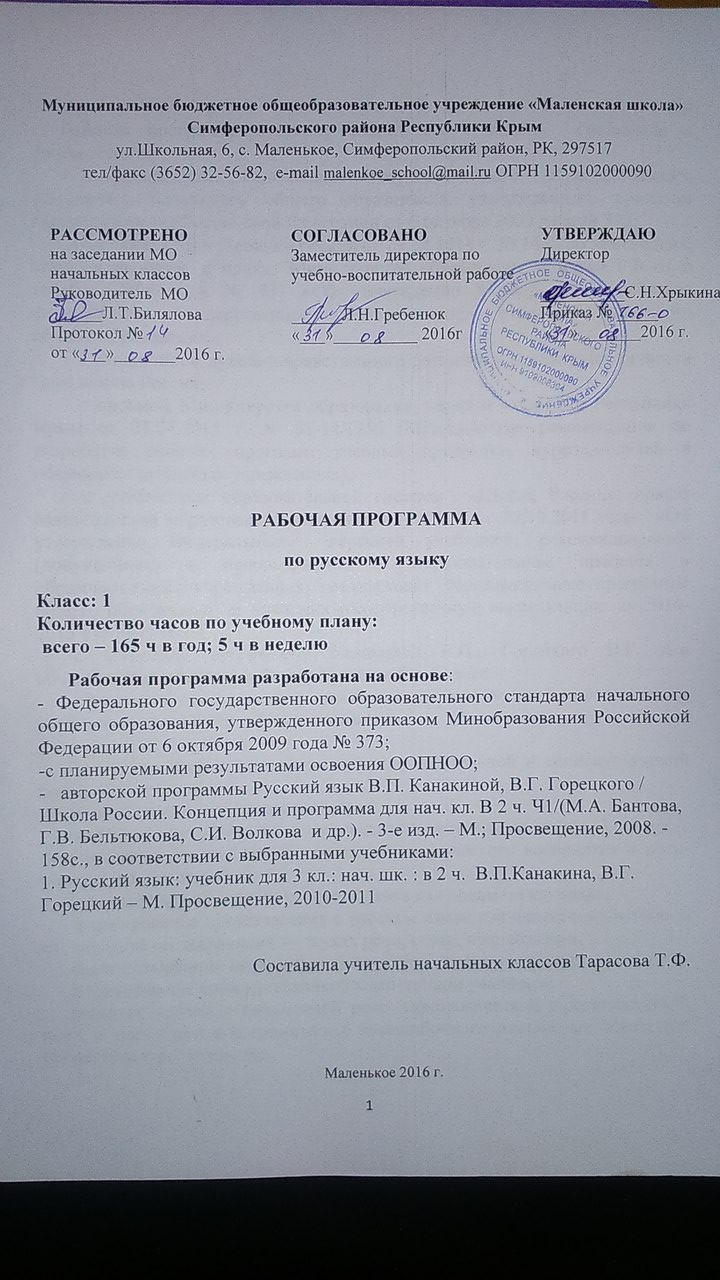 Муниципальное бюджетное общеобразовательное учреждение «Маленская школа»
Симферопольского района Республики Крым
ул.Школьная, 6, с. Маленькое, Симферопольский район, РК, 297517
тел/факс (3652) 32-56-82, e-mail malenkoe_school@mail.ru ОГРН 1159102000090
РАССМОТРЕНО
на заседании МО
начальных классов
Руководитель МО
Л.Т.Билялова
Протокол № 14
от «31» 08 2016 г.
СОГЛАСОВАНО
Заместитель директора по
учебно-воспитательной работе
Л.Н.Гребенюк
«31» 08 2016г
УТВЕРЖДАЮ
Директор
С.Н.Хрыкина
Приказ № 166-о
«31» 08 2016 г.
СИМФЕРОПОЛЬСКОГО
РАЙОНА
РЕСПУБЛИКИ КРЫМ
ОГРН 1159102000090
РАБОЧАЯ ПРОГРАММА
по русскому языку
Класс: 1
Количество часов по учебному плану:
всего – 165 ч в год; 5 ч в неделю
Рабочая программа разработана на основе:
- Федерального государственного образовательного стандарта начального
общего образования, утвержденного приказом Минобразования Российской
Федерации от 6 октября 2009 года № 373;
-с планируемыми результатами освоения ООПНОО;
- авторской программы Русский язык В.П. Канакиной, В.Г. Горецкого /
Школа России. Концепция и программа для нач. кл. В 2 ч. Ч1/(М.А. Бантова,
Г.В. Бельтюкова, С.И. Волкова и др.). - 3-е изд. – М.; Просвещение, 2008. -
158с., в соответствии с выбранными учебниками:
1. Русский язык: учебник для 3 кл.: нач. шк. : в 2 ч. В.П.Канакина, В.Г.
Горецкий – М. Просвещение, 2010-2011
Составила учитель начальных классов Тарасова Т.Ф.
Маленькое 2016 г.
1